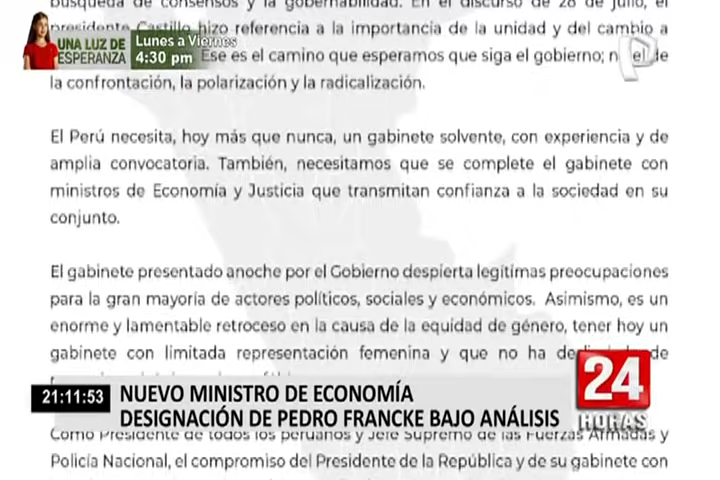 búsqueda de consensos y la gobernabilidad. En el discurso de 28 de julio, el
presidente Castillo hizo referencia a la importancia de la unidad y del cambio a
UNA LUZ DE
ESPERANZA
Lunes a Viernes
4:30 pm
Ese es el camino que esperamos que siga el gobierno; no el de
la confrontación, la polarización y la radicalización.
El Perú necesita, hoy más que nunca, un gabinete solvente, con experiencia y de
amplia convocatoria. También, necesitamos que se complete el gabinete con
ministros de Economía y Justicia que transmitan confianza a la sociedad en su
conjunto.
El gabinete presentado anoche por el Gobierno despierta legítimas preocupaciones
para la gran mayoría de actores políticos, sociales y económicos. Asimismo, es un
enorme y lamentable retroceso en la causa de la equidad de género, tener hoy un
gabinete con limitada representación femenina y que no ha de
de
21:11:53
NUEVO MINISTRO DE ECONOMÍA
DESIGNACIÓN DE PEDRO FRANCKE BAJO ANÁLISIS
24
HORAS
Como Presidente de todos los peruanos y Jefe Supremo de las Fuerzas Armadas y
Policía Nacional, el compromiso del Presidente de la República y de su gabinete con